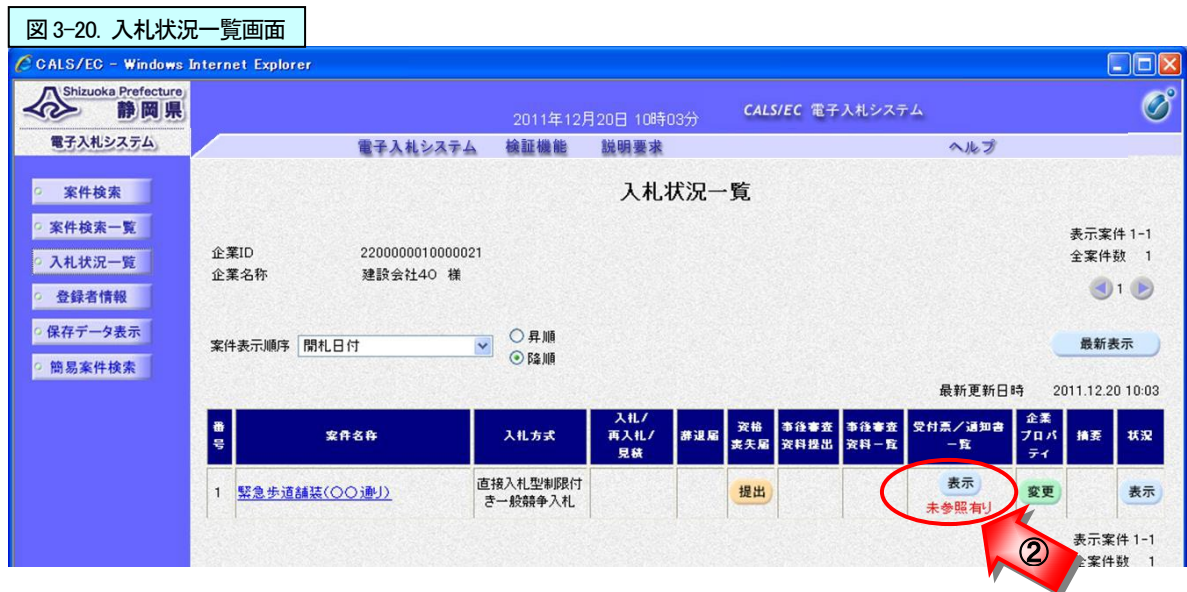 図 3-20. 入札状況一覧画面
CALS/EC - Windows Internet Explorer
Shizuoka Prefecture
静岡県
電子入札システム
2011年12月20日 10時03分
CALS/EC 電子入札システム
電子入札システム 検証機能 説明要求 ヘルプ
案件検索
案件検索一覧
入札状況一覧
登録者情報
保存データ表示
簡易案件検索
入札状況一覧
企業ID 2200000010000021
企業名称 建設会社40 様
表示案件 1-1
全案件数 1
1
案件表示順序 開札日付
昇順
降順
最新表示
最新更新日時 2011.12.20 10:03
番号 案件名称 入札方式 入札/再入札/見積 辞退届 資格喪失届 事後審査資料提出 事後審査資料一覧 受付票/通知書一覧 企業プロパティ 摘要 状況
1 緊急歩道舗装(〇〇通り) 直接入札型制限付き一般競争入札 提出 表示 未参照有り 変更 表示
②
表示案件 1-1
全案件数 1